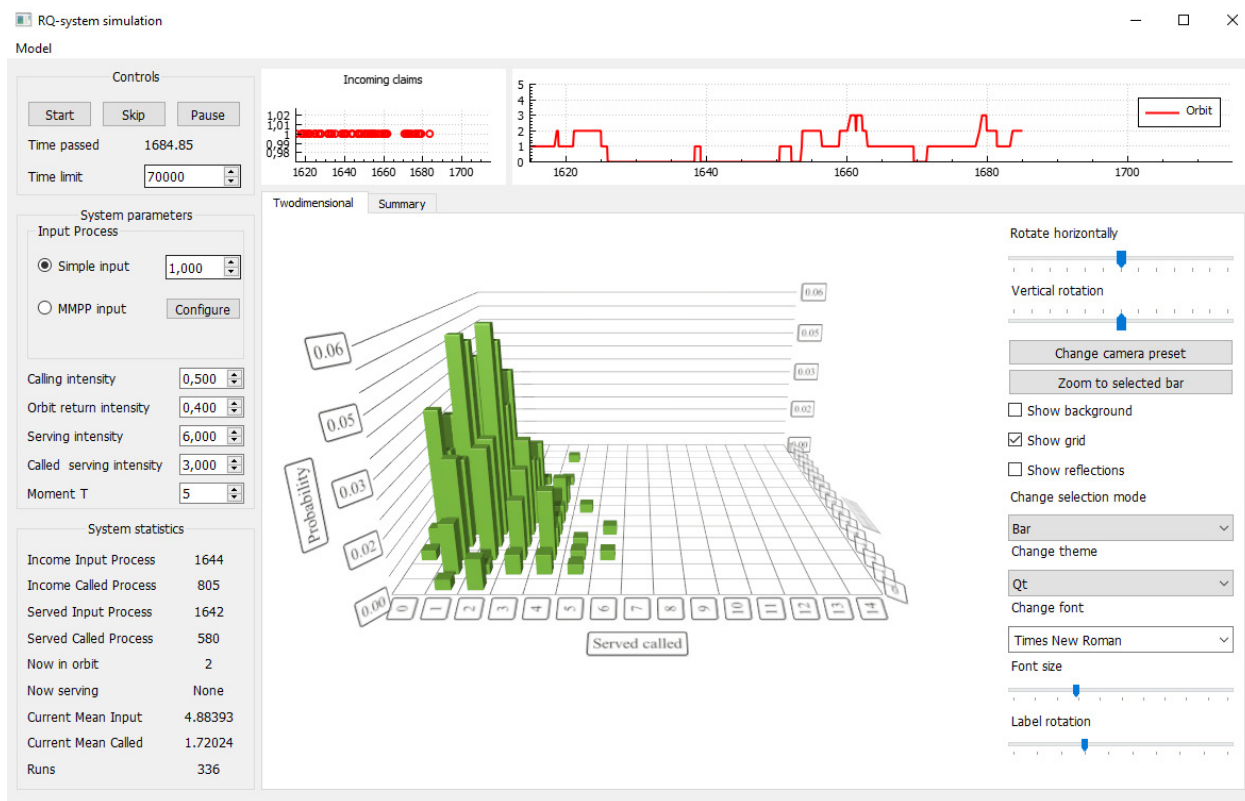 RQ-system simulation
Model
Controls
Start Skip Pause
Time passed 1684.85
Time limit 70000
System parameters
Input Process
Simple input 1,000
MMPP input Configure
Calling intensity 0,500
Orbit return intensity 0,400
Serving intensity 6,000
Called serving intensity 3,000
Moment T 5
System statistics
Income Input Process 1644
Income Called Process 805
Served Input Process 1642
Served Called Process 580
Now in orbit 2
Now serving None
Current Mean Input 4.88393
Current Mean Called 1.72024
Runs 336
Incoming claims
1,02
1,01
1
0,99
0,98
1620 1640 1660 1680 1700
5
4
3
2
1
0
1620 1640 1660 1680 1700
Orbit
Twodimensional Summary
0.06
0.05
0.03
0.02
0.00
Probability
0.06
0.05
0.03
0.02
0.00
0 1 2 3 4 5 6 7 8 9 10 11 12 13 14
Served called
Rotate horizontally
Vertical rotation
Change camera preset
Zoom to selected bar
Show background
Show grid
Show reflections
Change selection mode
Bar
Change theme
Qt
Change font
Times New Roman
Font size
Label rotation